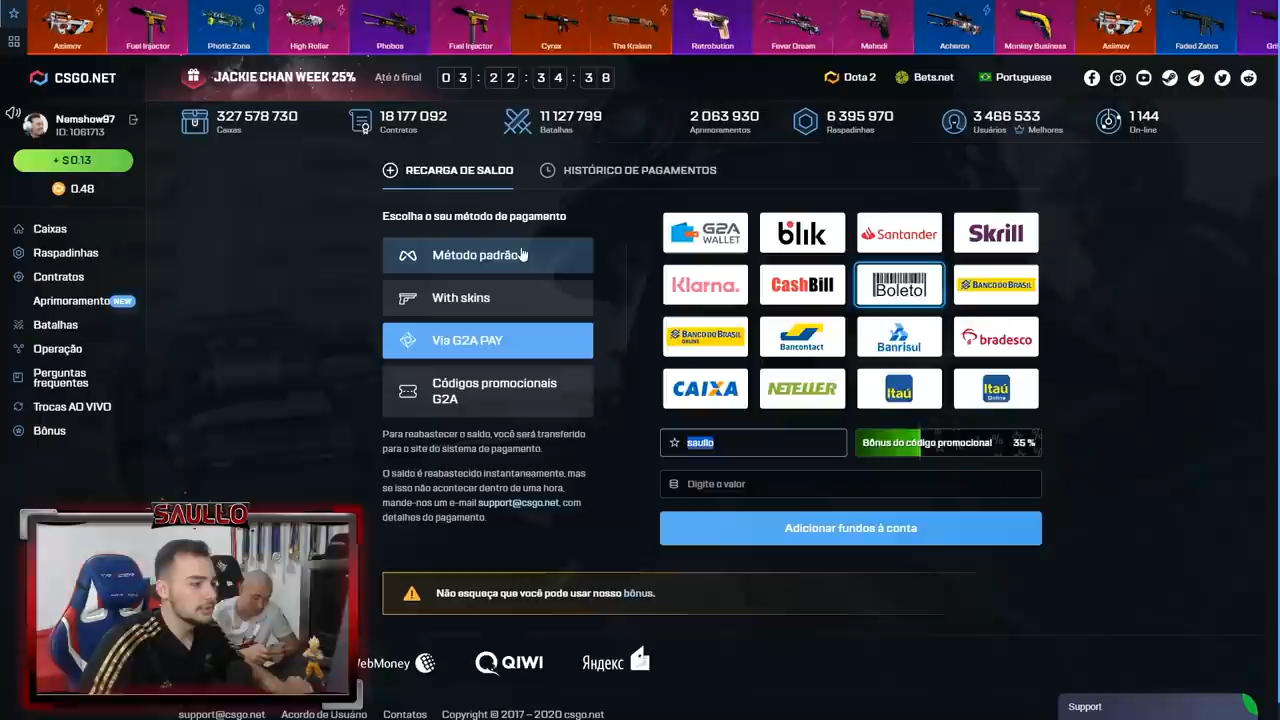 Asiimov
Fuel Injector
Photic Zone
High Roller
Phobos
Fuel Injector
Cyrex
The Kraken
Retrobution
Fever Dream
Mehndi
Acheron
Monkey Business
Asiimov
Faded Zebra
CSGO.NET
JACKIE CHAN WEEK 25%
Até o final
03:22:34:38
Dota 2
Bets.net
Portuguese
Nemshow97
ID: 1061713
+ $ 0.13
0.48
327 578 730
Caixas
18 177 092
Contratos
11 127 799
Batalhas
2 063 930
Aprimoramentos
6 395 970
Raspadinhas
3 466 533
Usuários
Melhores
1 144
On-line
Caixas
Raspadinhas
Contratos
Aprimoramento NEW
Batalhas
Operação
Perguntas
frequentes
Trocas AO VIVO
Bônus
RECARGA DE SALDO
HISTÓRICO DE PAGAMENTOS
Escolha o seu método de pagamento
Método padrão
With skins
Via G2A PAY
Códigos promocionais
G2A
Para reabastecer o saldo, você será transferido
para o site do sistema de pagamento.
O saldo é reabastecido instantaneamente, mas
se isso não acontecer dentro de uma hora,
mande-nos um e-mail support@csgo.net, com
detalhes do pagamento.
G2A WALLET
blik
Santander
Skrill
Klarna.
CashBill
Boleto
BANCO DO BRASIL
BANCO DO BRASIL
ONLINE
Bancontact
Banrisul
bradesco
CAIXA
NETELLER
Itaú
Itaú
Online
saullo
Bônus do código promocional 35 %
Digite o valor
Adicionar fundos à conta
Não esqueça que você pode usar nosso bônus.
SAULLO
WebMoney
QIWI
Яндекс
support@csgo.net
Acordo de Usuário
Contatos
Copyright © 2017 – 2020 csgo.net
Support